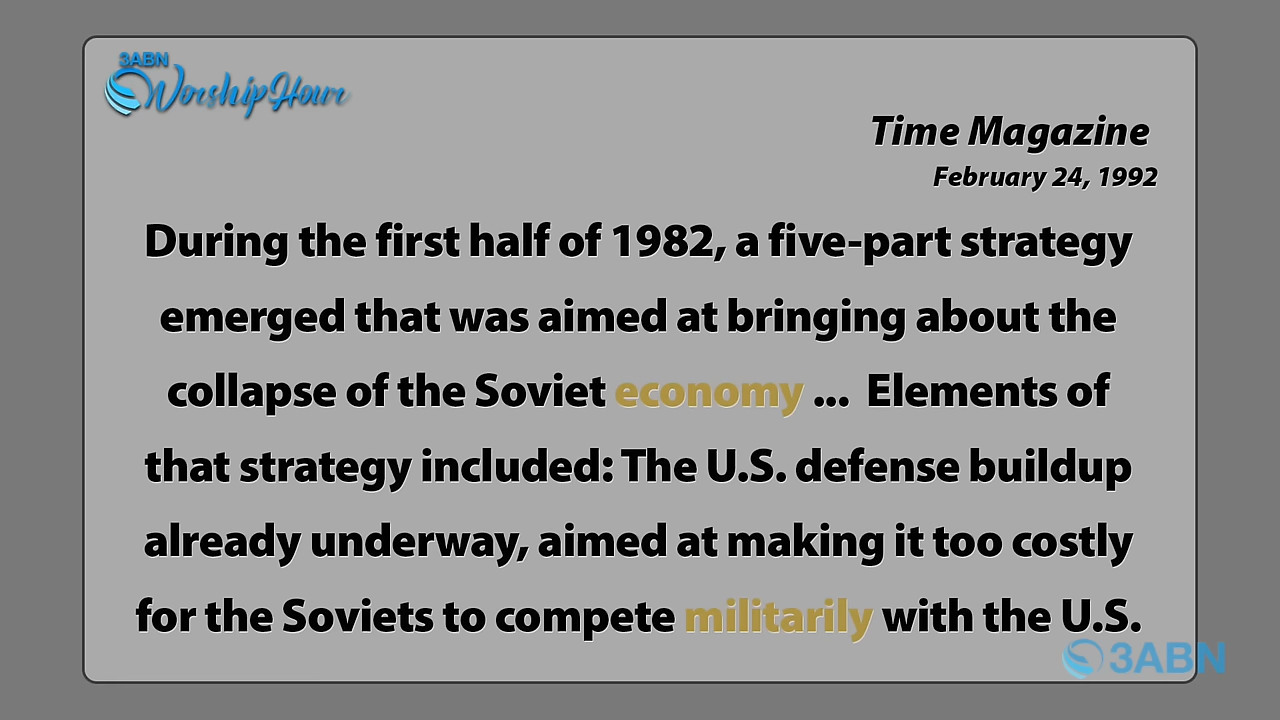 3ABN
Worship Hour
Time Magazine
February 24, 1992
During the first half of 1982, a five-part strategy
emerged that was aimed at bringing about the
collapse of the Soviet economy ... Elements of
that strategy included: The U.S. defense buildup
already underway, aimed at making it too costly
for the Soviets to compete militarily with the U.S.
3ABN